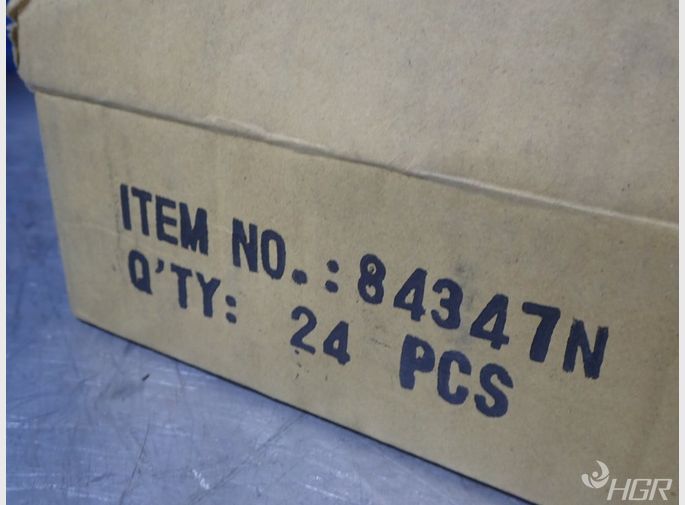 ITEM NO.: 84347N
Q'TY: 24 PCS
HGR